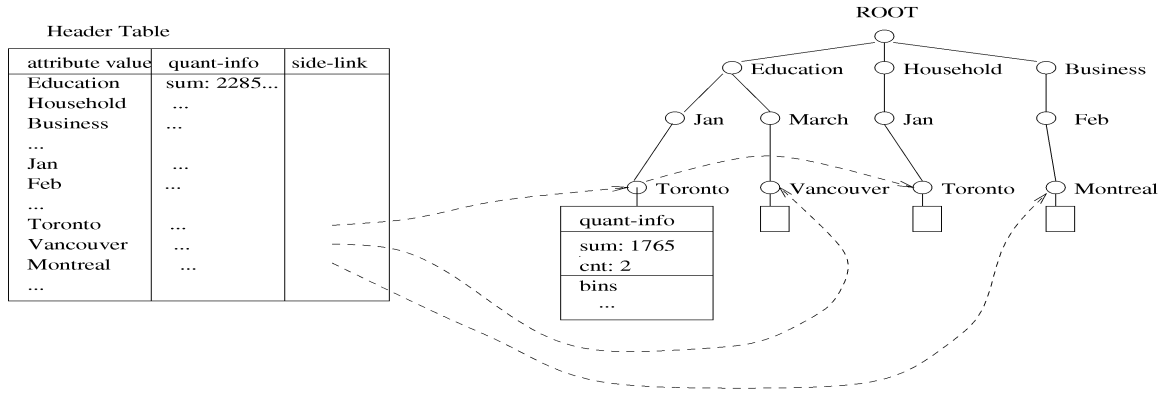 Header Table
attribute value quant-info side-link
Education sum: 2285...
Household ...
Business ...
...
Jan ...
Feb ...
...
Toronto ...
Vancouver ...
Montreal ...
...
ROOT
Education Household Business
Jan March Jan Feb
Toronto Vancouver Toronto Montreal
quant-info
sum: 1765
cnt: 2
bins
...